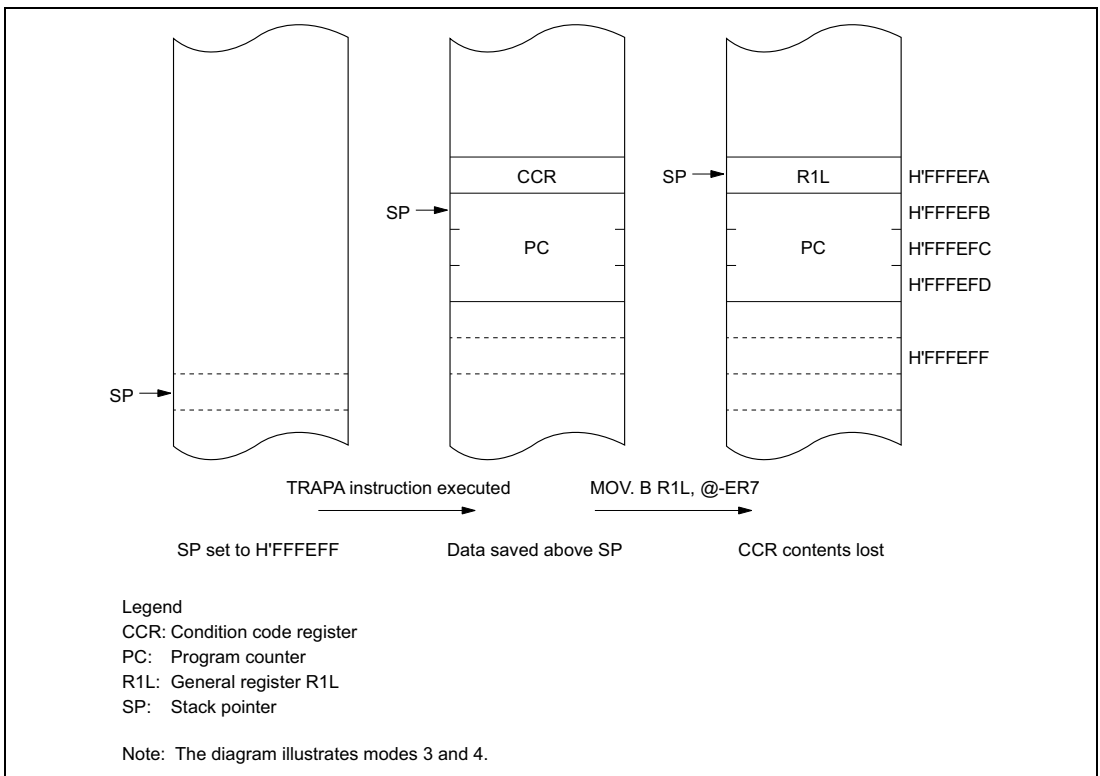 CCR
SP
R1L
H'FFFEFA
SP
H'FFFEFB
PC
PC
H'FFFEFC
H'FFFEFD
H'FFFEFF
SP
TRAPA instruction executed
MOV. B R1L, @-ER7
SP set to H'FFFEFF
Data saved above SP
CCR contents lost
Legend
CCR: Condition code register
PC: Program counter
R1L: General register R1L
SP: Stack pointer
Note: The diagram illustrates modes 3 and 4.